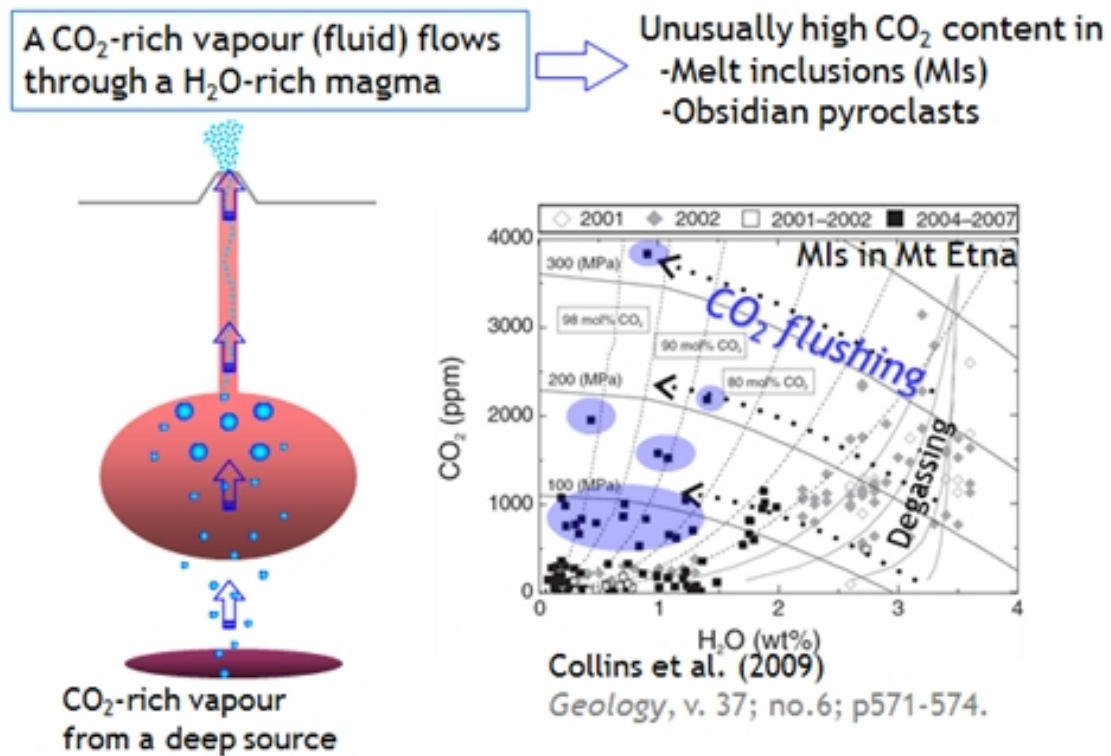 A CO₂-rich vapour (fluid) flows
through a H₂O-rich magma
Unusually high CO₂ content in
-Melt inclusions (MIs)
-Obsidian pyroclasts
2001 2002 2001–2002 2004–2007
MIs in Mt Etna
CO₂ flushing
Degassing
4000
3000
2000
1000
0
CO₂ (ppm)
300 (MPa)
98 mol% CO₂
90 mol% CO₂
200 (MPa)
80 mol% CO₂
100 (MPa)
0 1 2 3 4
H₂O (wt%)
Collins et al. (2009)
Geology, v. 37; no.6; p571-574.
CO₂-rich vapour
from a deep source